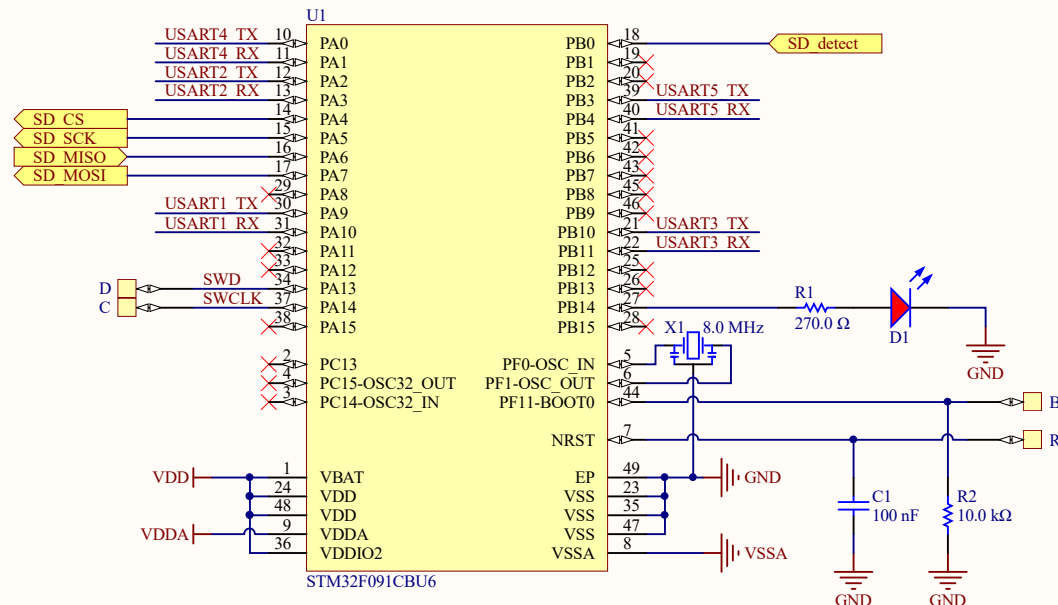 U1
USART4_TX 10 PA0 PB0 18 SD_detect
USART4_RX 11 PA1 PB1 19
USART2_TX 12 PA2 PB2 20
USART2_RX 13 PA3 PB3 39 USART5_TX
SD_CS 14 PA4 PB4 40 USART5_RX
SD_SCK 15 PA5 PB5 41
SD_MISO 16 PA6 PB6 42
SD_MOSI 17 PA7 PB7 43
29 PA8 PB8 45
USART1_TX 30 PA9 PB9 46
USART1_RX 31 PA10 PB10 21 USART3_TX
32 PA11 PB11 22 USART3_RX
33 PA12 PB12 25
D SWD 34 PA13 PB13 26
C SWCLK 37 PA14 PB14 27 R1 270.0 Ω D1 GND
38 PA15 PB15 28
X1 8.0 MHz
2 PC13 PF0-OSC_IN 5
4 PC15-OSC32_OUT PF1-OSC_OUT 6
3 PC14-OSC32_IN PF11-BOOT0 44 B
NRST 7 R
VDD 1 VBAT EP 49 GND
24 VDD VSS 23
48 VDD VSS 35
VDDA 9 VDDA VSS 47
36 VDDIO2 VSSA 8 VSSA
C1 100 nF
R2 10.0 kΩ
GND GND
STM32F091CBU6